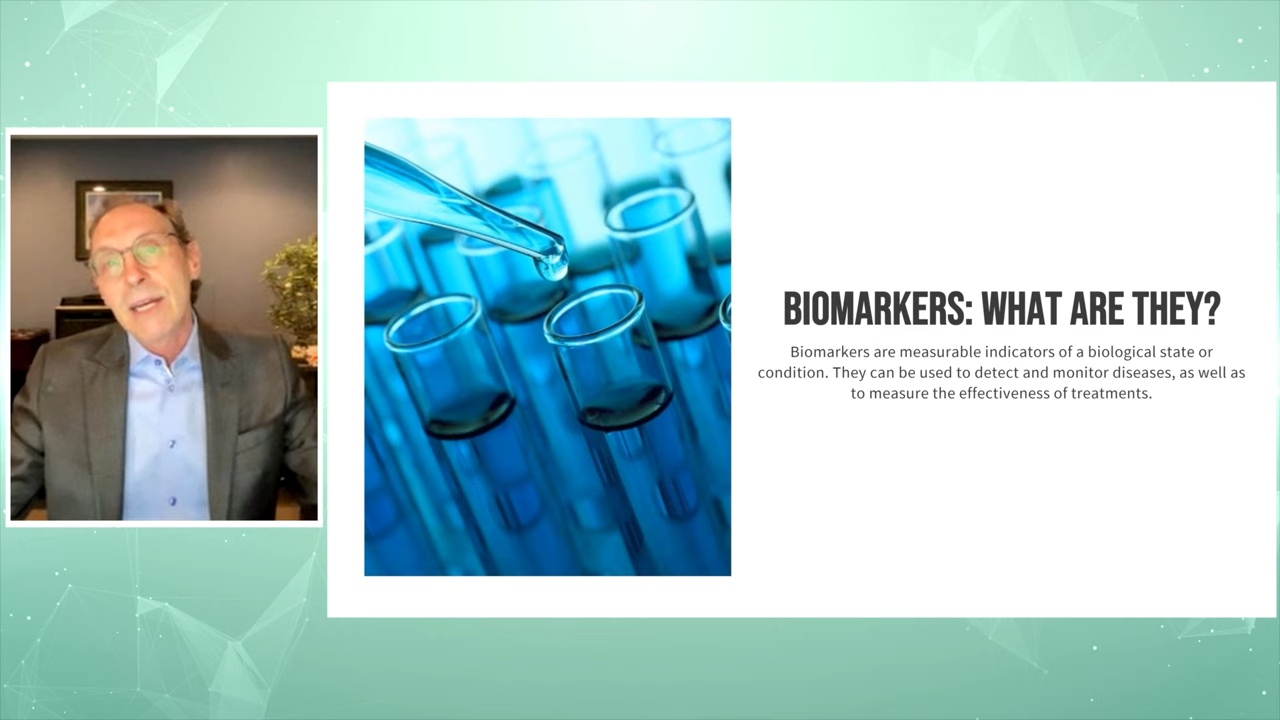 BIOMARKERS: WHAT ARE THEY?
Biomarkers are measurable indicators of a biological state or
condition. They can be used to detect and monitor diseases, as well as
to measure the effectiveness of treatments.